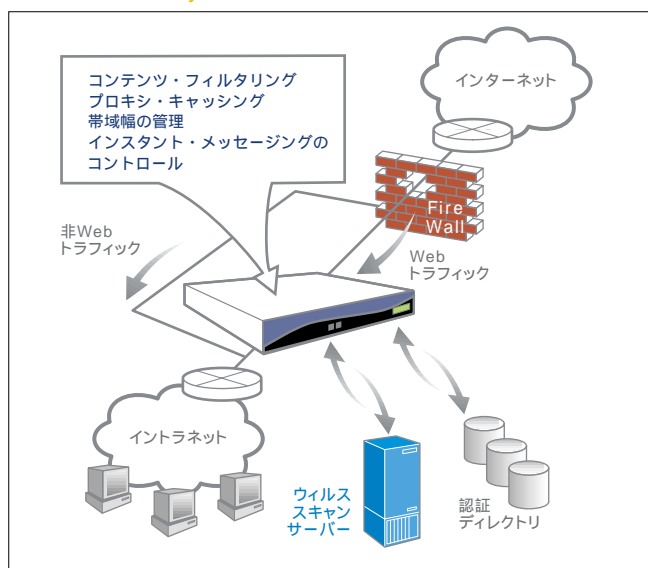 コンテンツ・フィルタリング
プロキシ・キャッシング
帯域幅の管理
インスタント・メッセージングの
コントロール
インターネット
Fire
Wall
非Web
トラフィック
Web
トラフィック
イントラネット
ウィルス
スキャン
サーバー
認証
ディレクトリ